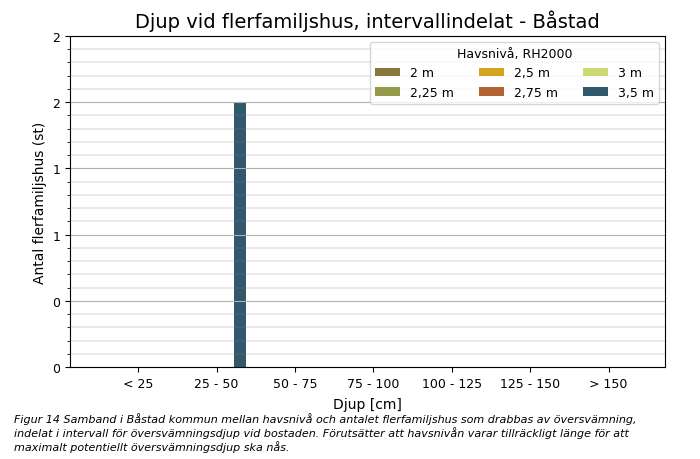 Djup vid flerfamiljshus, intervallindelat - Båstad
Havsnivå, RH2000
2 m 2,5 m 3 m
2,25 m 2,75 m 3,5 m
Antal flerfamiljshus (st)
2
2
1
1
0
0
< 25 25 - 50 50 - 75 75 - 100 100 - 125 125 - 150 > 150
Djup [cm]
Figur 14 Samband i Båstad kommun mellan havsnivå och antalet flerfamiljshus som drabbas av översvämning,
indelat i intervall för översvämningsdjup vid bostaden. Förutsätter att havsnivån varar tillräckligt länge för att
maximalt potentiellt översvämningsdjup ska nås.